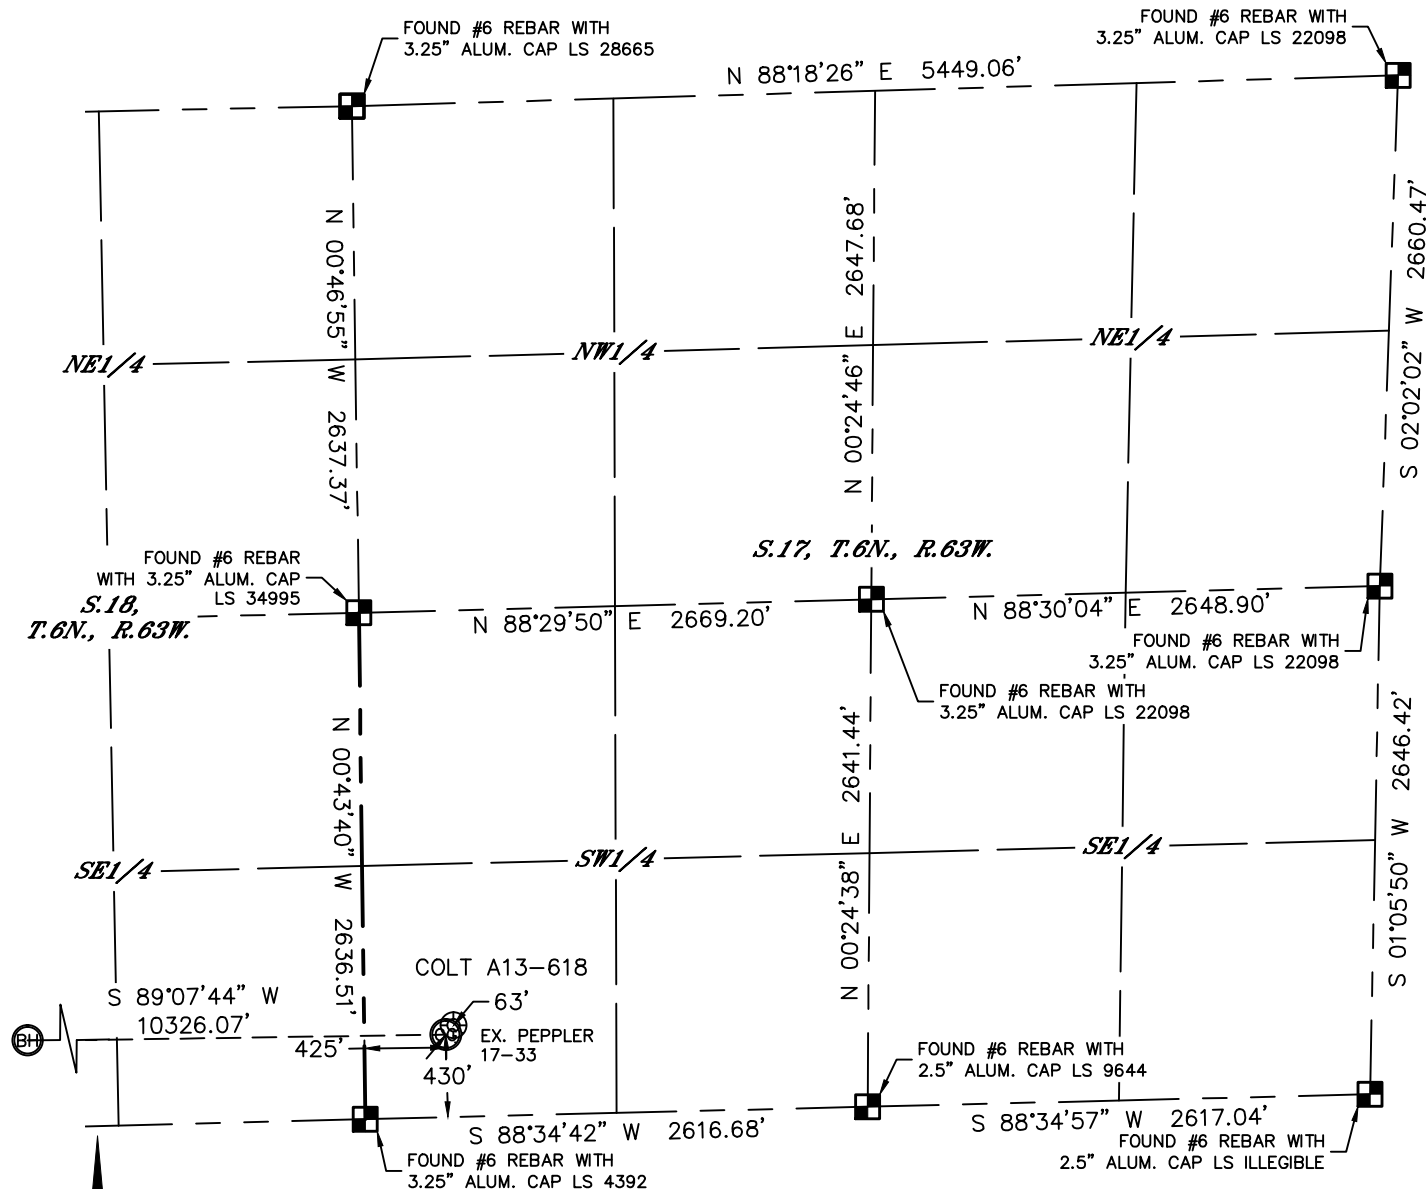 FOUND #6 REBAR WITH
3.25" ALUM. CAP LS 28665
FOUND #6 REBAR WITH
3.25" ALUM. CAP LS 22098
N 88°18'26" E 5449.06'
N 00°46'55" W 2637.37'
N 00°24'46" E 2647.68'
S 02°02'02" W 2660.47'
NE1/4
NW1/4
NE1/4
FOUND #6 REBAR
WITH 3.25" ALUM. CAP
LS 34995
S.18,
T.6N., R.63W.
S.17, T.6N., R.63W.
N 88°29'50" E 2669.20'
N 88°30'04" E 2648.90'
FOUND #6 REBAR WITH
3.25" ALUM. CAP LS 22098
FOUND #6 REBAR WITH
3.25" ALUM. CAP LS 22098
N 00°43'40" W 2636.51'
N 00°24'38" E 2641.44'
S 01°05'50" W 2646.42'
SE1/4
SW1/4
SE1/4
COLT A13-618
63'
S 89°07'44" W
10326.07'
BH
EX. PEPPLER
17-33
425'
430'
FOUND #6 REBAR WITH
2.5" ALUM. CAP LS 9644
S 88°34'42" W 2616.68'
S 88°34'57" W 2617.04'
FOUND #6 REBAR WITH
2.5" ALUM. CAP LS ILLEGIBLE
FOUND #6 REBAR WITH
3.25" ALUM. CAP LS 4392